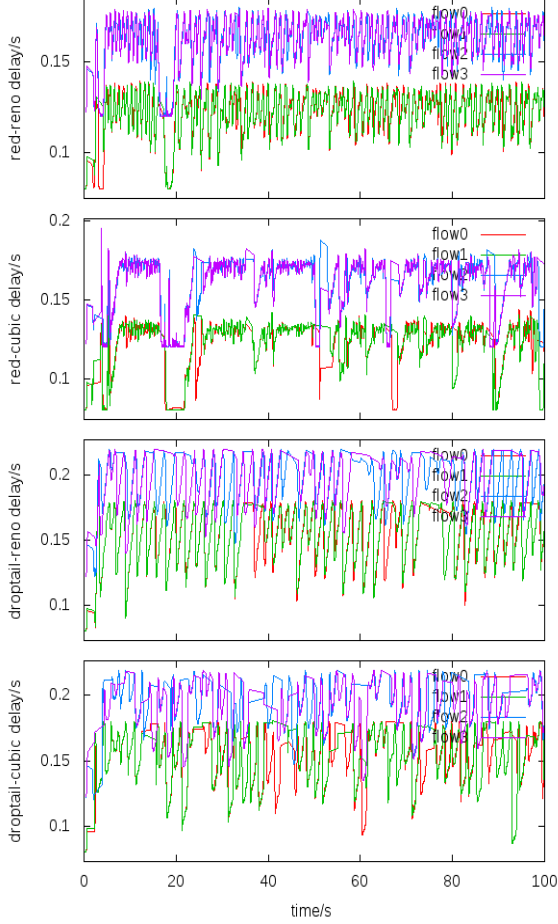 red-reno delay/s
0.15
0.1
flow0
flow1
flow2
flow3
red-cubic delay/s
0.2
0.15
0.1
flow0
flow1
flow2
flow3
droptail-reno delay/s
0.2
0.15
0.1
flow0
flow1
flow2
flow3
droptail-cubic delay/s
0.2
0.15
0.1
flow0
flow1
flow2
flow3
0 20 40 60 80 100
time/s